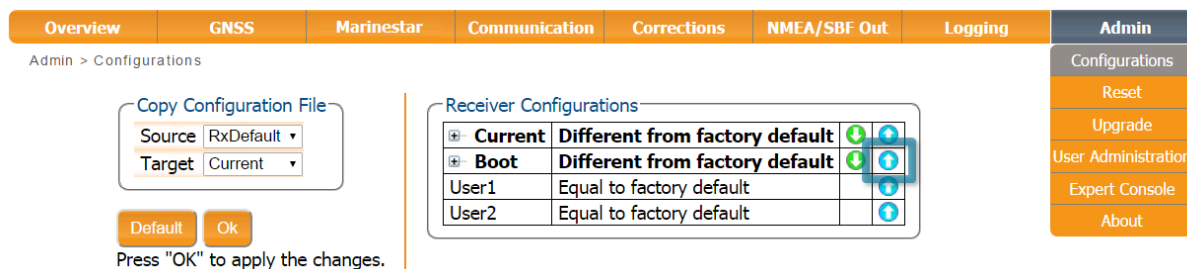 Overview GNSS Marinestar Communication Corrections NMEA/SBF Out Logging Admin
Admin > Configurations
Configurations
Reset
Upgrade
User Administration
Expert Console
About
Copy Configuration File
Source RxDefault
Target Current
Default Ok
Press "OK" to apply the changes.
Receiver Configurations
Current Different from factory default
Boot Different from factory default
User1 Equal to factory default
User2 Equal to factory default